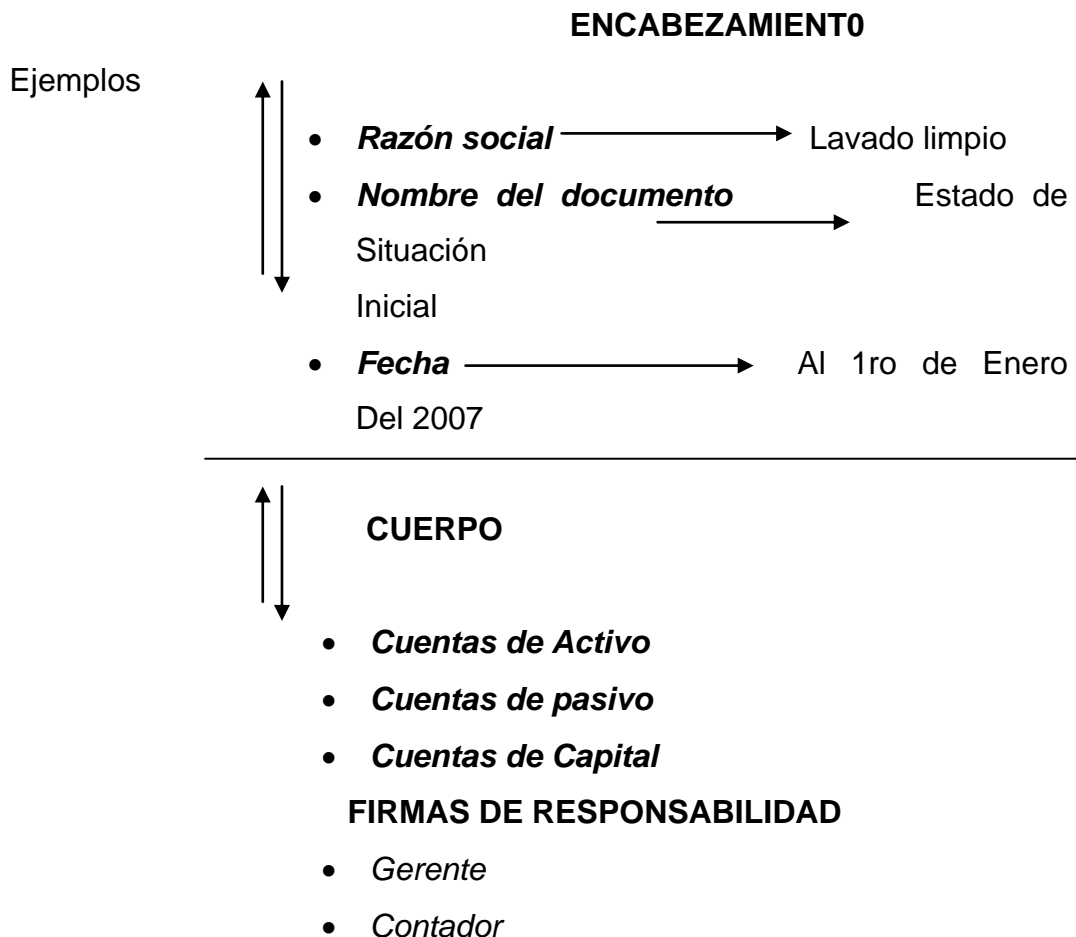 ENCABEZAMIENT0
Ejemplos
• Razón social Lavado limpio
• Nombre del documento Estado de
Situación
Inicial
• Fecha Al 1ro de Enero
Del 2007
CUERPO
• Cuentas de Activo
• Cuentas de pasivo
• Cuentas de Capital
FIRMAS DE RESPONSABILIDAD
• Gerente
• Contador